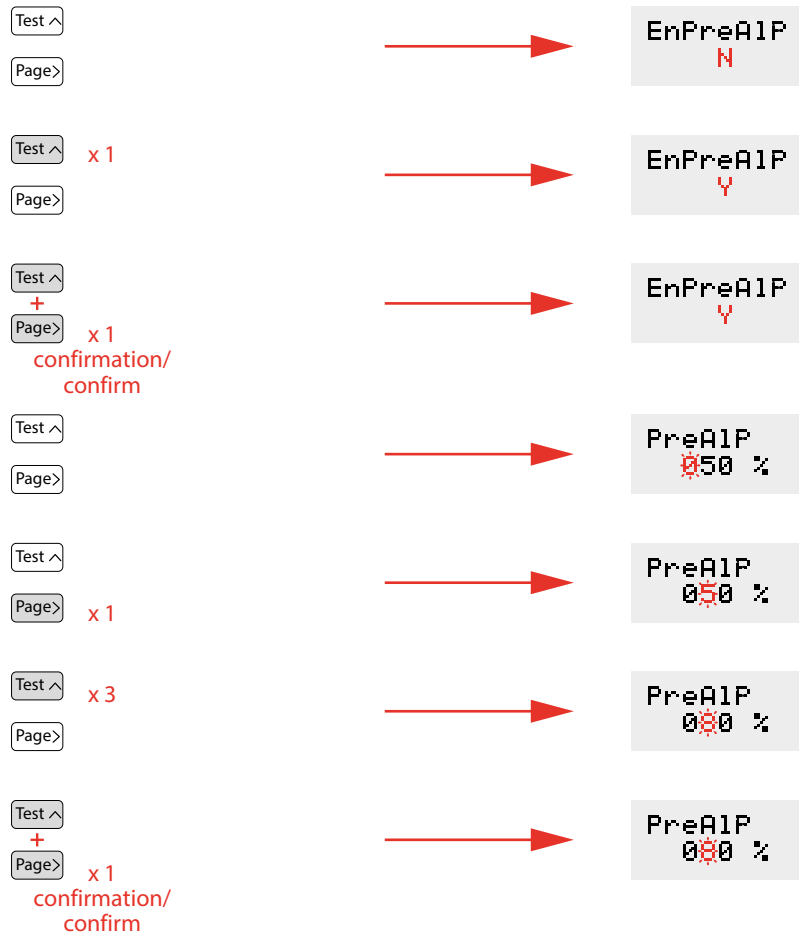 Test ^
Page>
EnPreAlP
N
Test ^ x 1
Page>
EnPreAlP
Y
Test ^
+
Page> x 1
confirmation/
confirm
EnPreAlP
Y
Test ^
Page>
PreAlP
050 %
Test ^
Page> x 1
PreAlP
050 %
Test ^ x 3
Page>
PreAlP
080 %
Test ^
+
Page> x 1
confirmation/
confirm
PreAlP
080 %